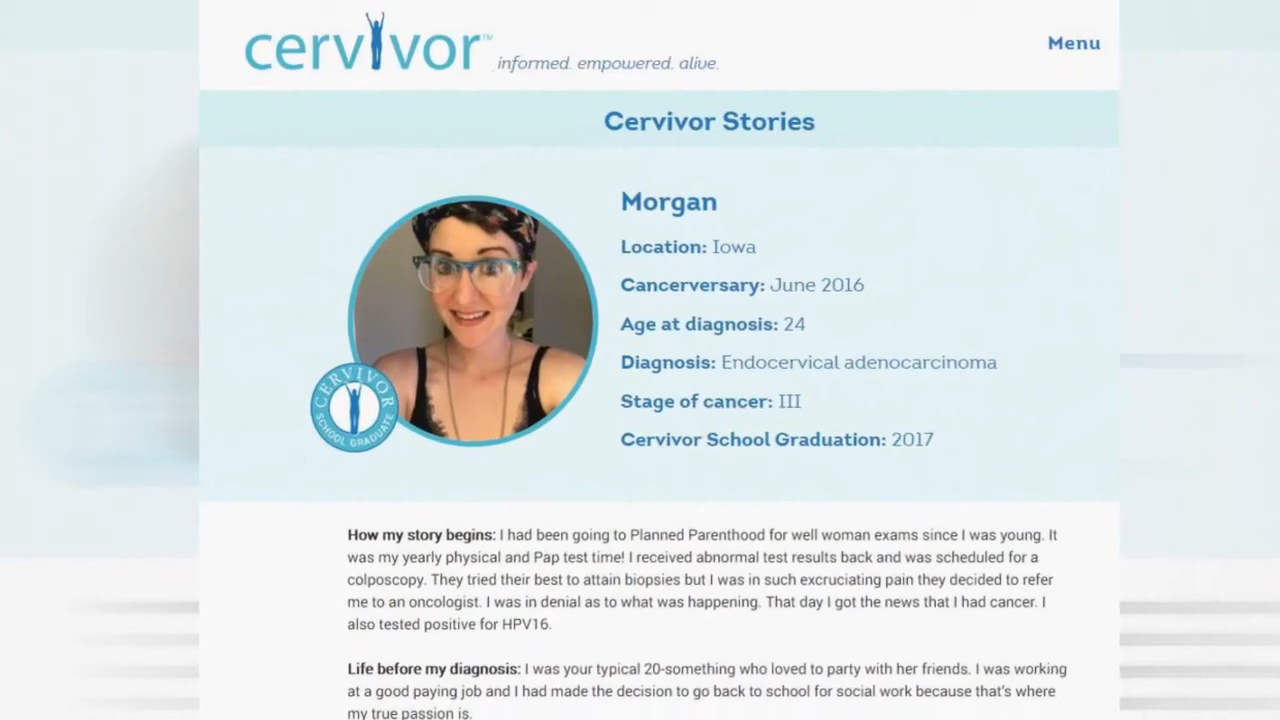 cervivor™ informed. empowered. alive.
Menu
Cervivor Stories
Morgan
Location: Iowa
Cancerversary: June 2016
Age at diagnosis: 24
Diagnosis: Endocervical adenocarcinoma
Stage of cancer: III
Cervivor School Graduation: 2017
CERVIVOR
SCHOOL GRADUATE
How my story begins: I had been going to Planned Parenthood for well woman exams since I was young. It
was my yearly physical and Pap test time! I received abnormal test results back and was scheduled for a
colposcopy. They tried their best to attain biopsies but I was in such excruciating pain they decided to refer
me to an oncologist. I was in denial as to what was happening. That day I got the news that I had cancer. I
also tested positive for HPV16.
Life before my diagnosis: I was your typical 20-something who loved to party with her friends. I was working
at a good paying job and I had made the decision to go back to school for social work because that's where
my true passion is.